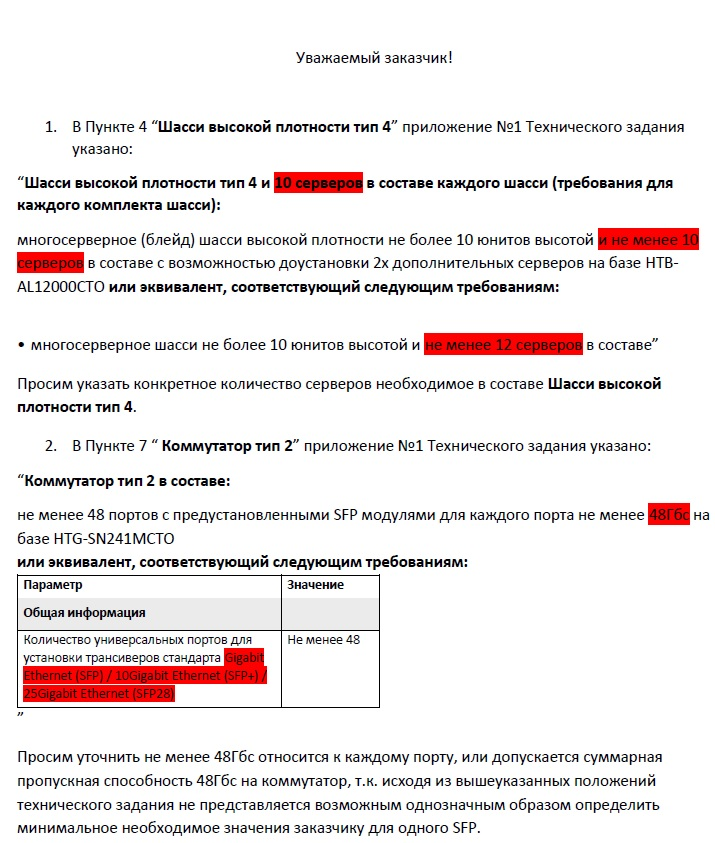 Уважаемый заказчик!
1. В Пункте 4 “Шасси высокой плотности тип 4” приложение №1 Технического задания
указано:
“Шасси высокой плотности тип 4 и 10 серверов в составе каждого шасси (требования для
каждого комплекта шасси):
многосерверное (блейд) шасси высокой плотности не более 10 юнитов высотой и не менее 10
серверов в составе с возможностью доустановки 2х дополнительных серверов на базе HTB-
AL12000CTO или эквивалент, соответствующий следующим требованиям:
• многосерверное шасси не более 10 юнитов высотой и не менее 12 серверов в составе”
Просим указать конкретное количество серверов необходимое в составе Шасси высокой
плотности тип 4.
2. В Пункте 7 “ Коммутатор тип 2” приложение №1 Технического задания указано:
“Коммутатор тип 2 в составе:
не менее 48 портов с предустановленными SFP модулями для каждого порта не менее 48Гбс на
базе HTG-SN241MCTO
или эквивалент, соответствующий следующим требованиям:
Параметр Значение
Общая информация
Количество универсальных портов для Не менее 48
установки трансиверов стандарта Gigabit
Ethernet (SFP) / 10Gigabit Ethernet (SFP+) /
25Gigabit Ethernet (SFP28)
”
Просим уточнить не менее 48Гбс относится к каждому порту, или допускается суммарная
пропускная способность 48Гбс на коммутатор, т.к. исходя из вышеуказанных положений
технического задания не представляется возможным однозначным образом определить
минимальное необходимое значения заказчику для одного SFP.